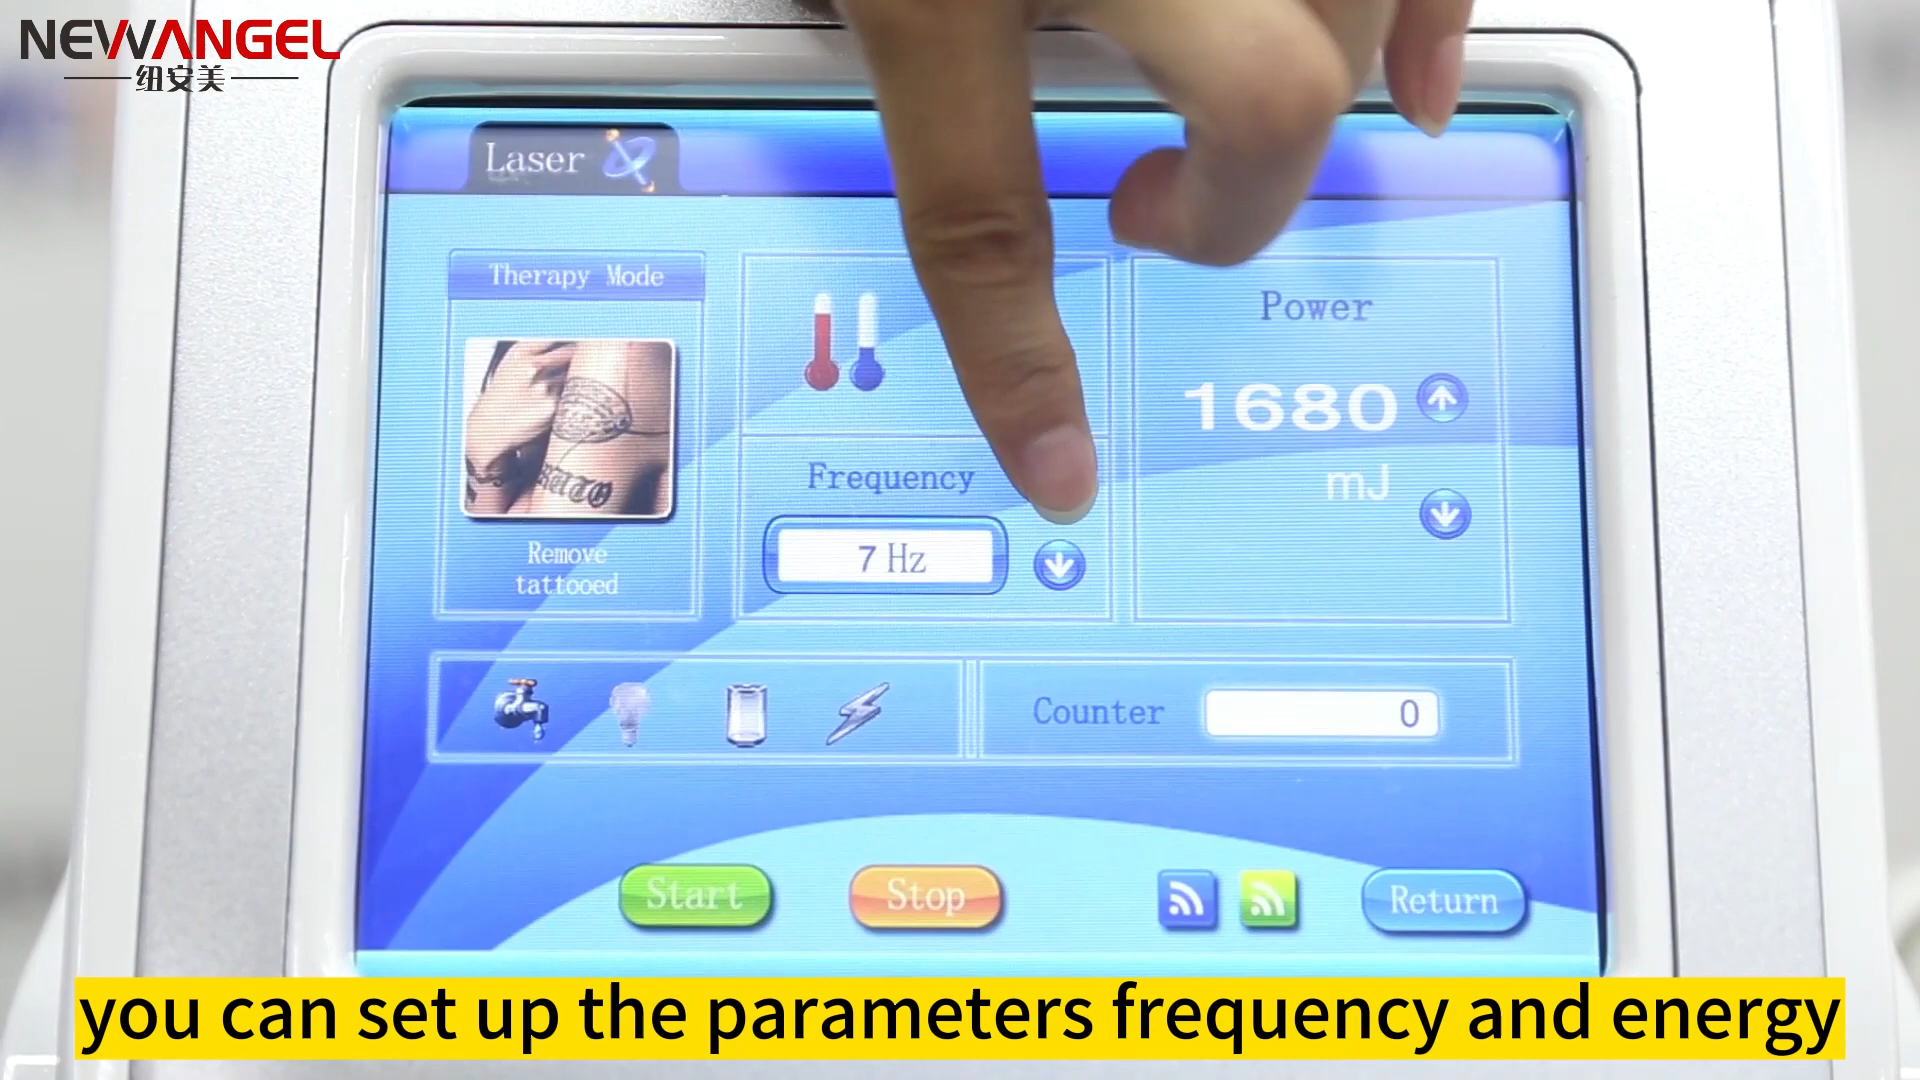 NEWANGEL
纽安美
Laser
Therapy Mode
Remove
tattooed
Frequency
7 Hz
Power
1680
mJ
Counter
0
Start
Stop
Return
you can set up the parameters frequency and energy